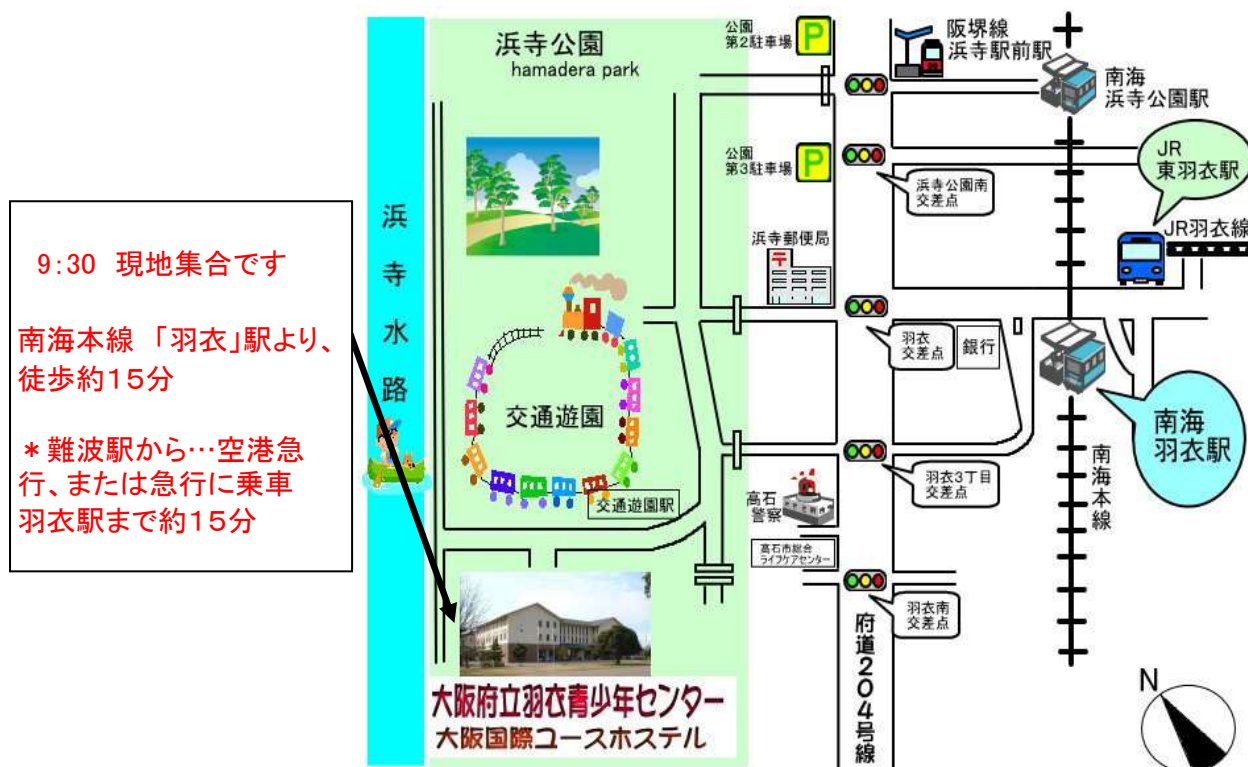 9:30 現地集合です
南海本線 「羽衣」駅より、
徒歩約15分
*難波駅から…空港急
行、または急行に乗車
羽衣駅まで約15分
浜寺水路
浜寺公園
hamadera park
公園
第2駐車場
P
阪堺線
浜寺駅前駅
南海
浜寺公園駅
公園
第3駐車場
P
浜寺公園南
交差点
JR
東羽衣駅
JR羽衣線
浜寺郵便局
〒
羽衣
交差点
銀行
南海
羽衣駅
交通遊園
交通遊園駅
高石
警察
羽衣3丁目
交差点
南海本線
高石市総合
ライフケアセンター
羽衣南
交差点
府道204号線
大阪府立羽衣青少年センター
大阪国際ユースホステル
N